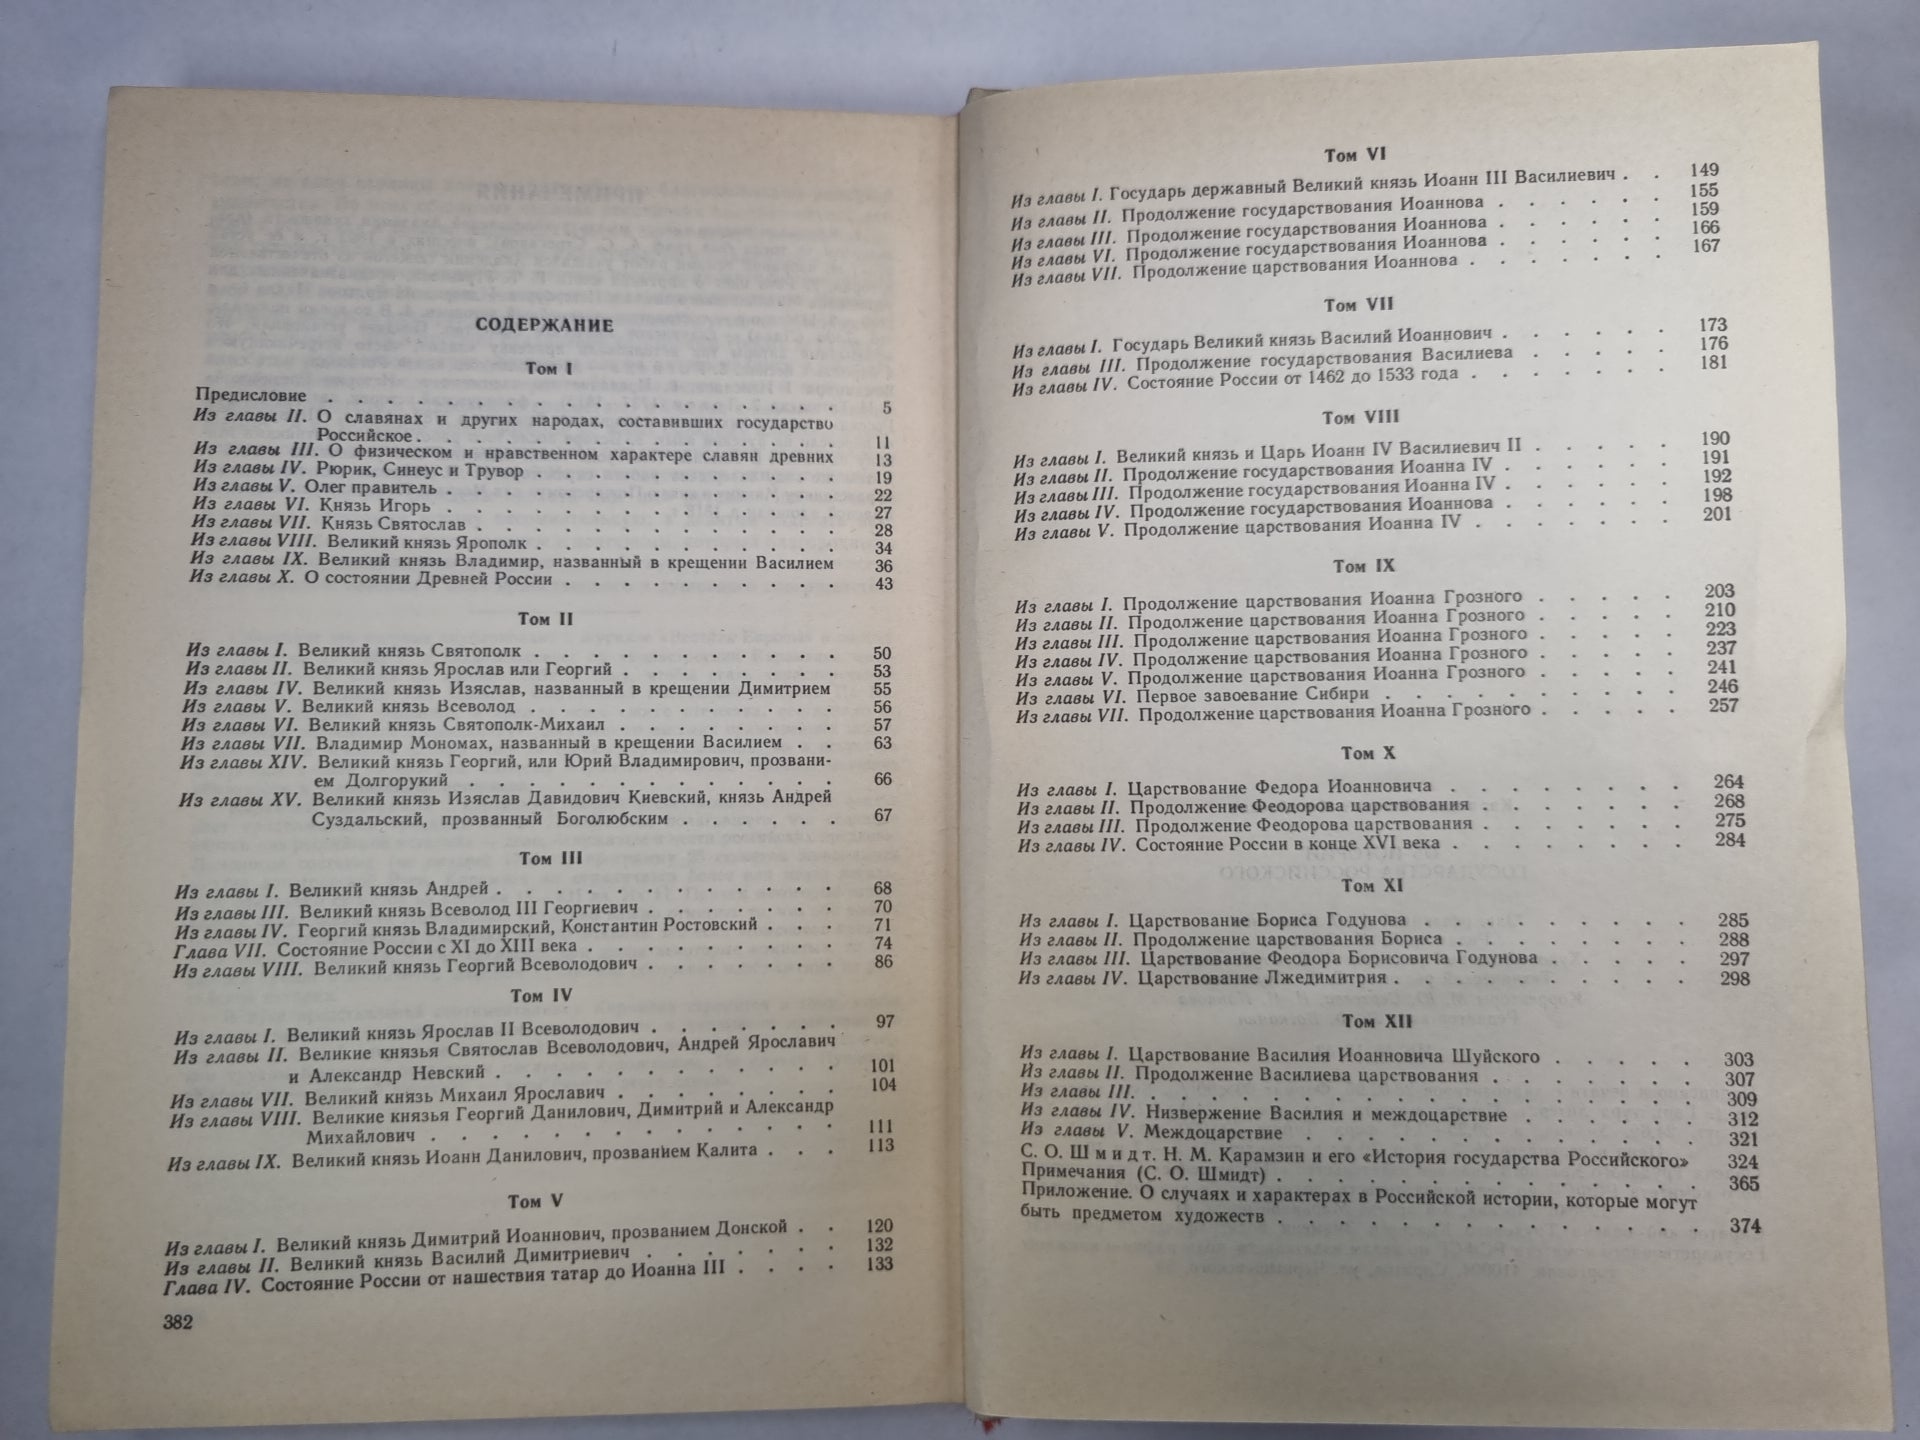 СОДЕРЖАНИЕ
Том I
Предисловие . . . . . . . . . . . . . . . . 5
Из главы II. О славянах и других народах, составивших государство
Российское . . . . . . . . . . . . . 11
Из главы III. О физическом и нравственном характере славян древних 13
Из главы IV. Рюрик, Синеус и Трувор . . . . . . . . . . 19
Из главы V. Олег правитель . . . . . . . . . . . . . 22
Из главы VI. Князь Игорь . . . . . . . . . . . . . 27
Из главы VII. Князь Святослав . . . . . . . . . . . . 28
Из главы VIII. Великий князь Ярополк . . . . . . . . . . 34
Из главы IX. Великий князь Владимир, названный в крещении Василием 36
Из главы X. О состоянии Древней России . . . . . . . . . 43
Том II
Из главы I. Великий князь Святополк . . . . . . . . . . 50
Из главы II. Великий князь Ярослав или Георгий . . . . . . . 53
Из главы IV. Великий князь Изяслав, названный в крещении Димитрием 55
Из главы V. Великий князь Всеволод . . . . . . . . . . 56
Из главы VI. Великий князь Святополк-Михаил . . . . . . . 57
Из главы VII. Владимир Мономах, названный в крещении Василием . . 63
Из главы XIV. Великий князь Георгий, или Юрий Владимирович, прозвани-
ем Долгорукий . . . . . . . . . . . . 66
Из главы XV. Великий князь Изяслав Давидович Киевский, князь Андрей
Суздальский, прозванный Боголюбским . . . . . . 67
Том III
Из главы I. Великий князь Андрей . . . . . . . . . . . 68
Из главы III. Великий князь Всеволод III Георгиевич . . . . . . 70
Из главы IV. Георгий князь Владимирский, Константин Ростовский . . . 71
Глава VII. Состояние России с XI до XIII века . . . . . . . . 74
Из главы VIII. Великий князь Георгий Всеволодович . . . . . . 86
Том IV
Из главы I. Великий князь Ярослав II Всеволодович . . . . . . 97
Из главы II. Великие князья Святослав Всеволодович, Андрей Ярославич
и Александр Невский . . . . . . . . . . . 101
Из главы VII. Великий князь Михаил Ярославич . . . . . . . 104
Из главы VIII. Великие князья Георгий Данилович, Димитрий и Александр
Михайлович . . . . . . . . . . . . . 111
Из главы IX. Великий князь Иоанн Данилович, прозванием Калита . . . 113
Том V
Из главы I. Великий князь Димитрий Иоаннович, прозванием Донской . . 120
Из главы II. Великий князь Василий Димитриевич . . . . . . . 132
Глава IV. Состояние России от нашествия татар до Иоанна III . . . . 133
382
Том VI
Из главы I. Государь державный Великий князь Иоанн III Василиевич . . 149
Из главы II. Продолжение государствования Иоаннова . . . . . . 155
Из главы III. Продолжение государствования Иоаннова . . . . . . 159
Из главы VI. Продолжение государствования Иоаннова . . . . . . 166
Из главы VII. Продолжение царствования Иоаннова . . . . . . . 167
Том VII
Из главы I. Государь Великий князь Василий Иоаннович . . . . . . 173
Из главы III. Продолжение государствования Василиева . . . . . 176
Из главы IV. Состояние России от 1462 до 1533 года . . . . . . . 181
Том VIII
Из главы I. Великий князь и Царь Иоанн IV Василиевич II . . . . . 190
Из главы II. Продолжение государствования Иоанна IV . . . . . . 191
Из главы III. Продолжение государствования Иоанна IV . . . . . . 192
Из главы IV. Продолжение государствования Иоаннова . . . . . . 198
Из главы V. Продолжение царствования Иоанна IV . . . . . . . 201
Том IX
Из главы I. Продолжение царствования Иоанна Грозного . . . . . 203
Из главы II. Продолжение царствования Иоанна Грозного . . . . . 210
Из главы III. Продолжение царствования Иоанна Грозного . . . . . 223
Из главы IV. Продолжение царствования Иоанна Грозного . . . . . 237
Из главы V. Продолжение царствования Иоанна Грозного . . . . . 241
Из главы VI. Первое завоевание Сибири . . . . . . . . . 246
Из главы VII. Продолжение царствования Иоанна Грозного . . . . . 257
Том X
Из главы I. Царствование Федора Иоанновича . . . . . . . . 264
Из главы II. Продолжение Феодорова царствования . . . . . . . 268
Из главы III. Продолжение Феодорова царствования . . . . . . . 275
Из главы IV. Состояние России в конце XVI века . . . . . . . . 284
Том XI
Из главы I. Царствование Бориса Годунова . . . . . . . . . 285
Из главы II. Продолжение царствования Бориса . . . . . . . . 288
Из главы III. Царствование Феодора Борисовича Годунова . . . . . 297
Из главы IV. Царствование Лжедимитрия . . . . . . . . . . 298
Том XII
Из главы I. Царствование Василия Иоанновича Шуйского . . . . . 303
Из главы II. Продолжение Василиева царствования . . . . . . . 307
Из главы III. . . . . . . . . . . . . . . . . . . 309
Из главы IV. Низвержение Василия и междоцарствие . . . . . . 312
Из главы V. Междоцарствие . . . . . . . . . . . . . 321
С. О. Шмидт. Н. М. Карамзин и его «История государства Российского» 324
Примечания (С. О. Шмидт) . . . . . . . . . . . . . . 365
Приложение. О случаях и характерах в Российской истории, которые могут
быть предметом художеств . . . . . . . . . . . . . . 374